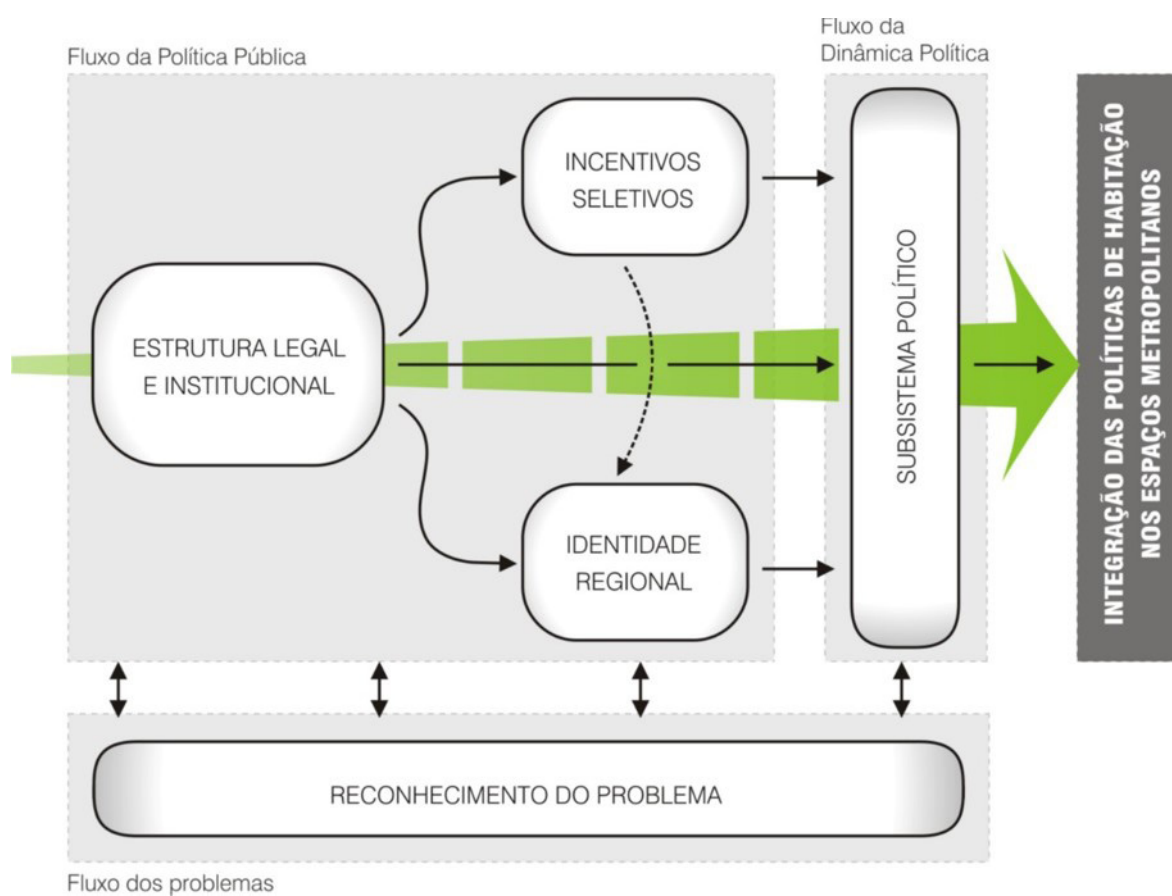 Fluxo da Política Pública
Fluxo da
Dinâmica Política
INCENTIVOS
SELETIVOS
ESTRUTURA LEGAL
E INSTITUCIONAL
IDENTIDADE
REGIONAL
SUBSISTEMA POLÍTICO
INTEGRAÇÃO DAS POLÍTICAS DE HABITAÇÃO
NOS ESPAÇOS METROPOLITANOS
RECONHECIMENTO DO PROBLEMA
Fluxo dos problemas